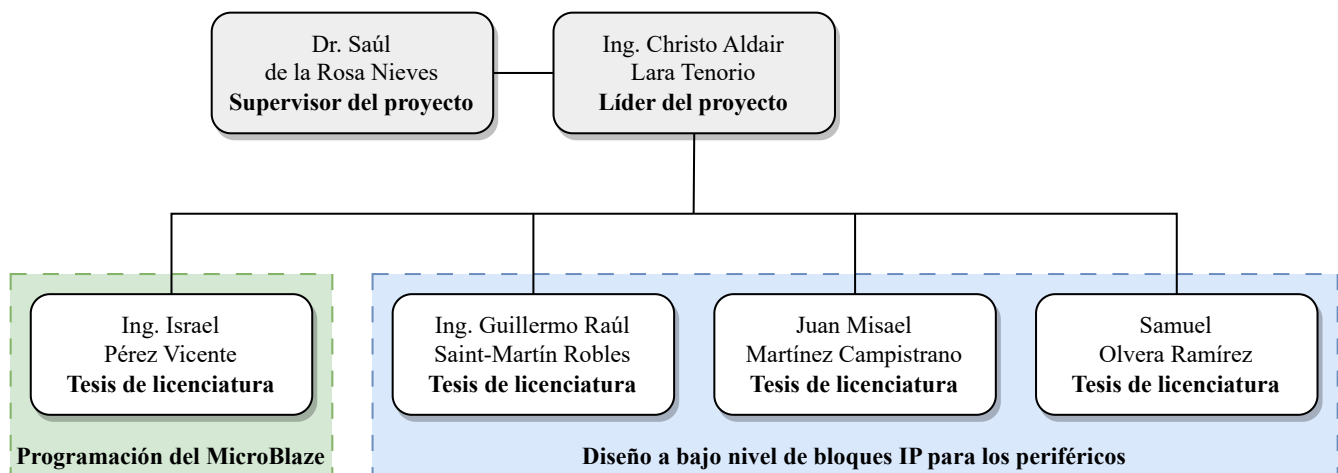 Dr. Saúl
de la Rosa Nieves
Supervisor del proyecto
Ing. Christo Aldair
Lara Tenorio
Líder del proyecto
Ing. Israel
Pérez Vicente
Tesis de licenciatura
Programación del MicroBlaze
Ing. Guillermo Raúl
Saint-Martín Robles
Tesis de licenciatura
Juan Misael
Martínez Campistrano
Tesis de licenciatura
Samuel
Olvera Ramírez
Tesis de licenciatura
Diseño a bajo nivel de bloques IP para los periféricos